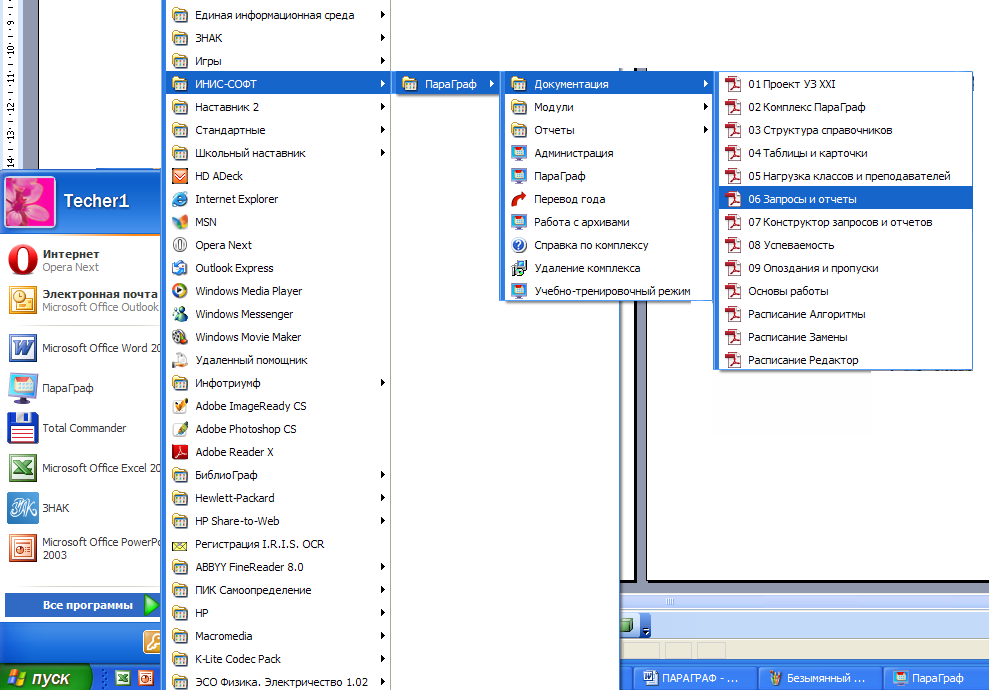 Techer1
Интернет
Opera Next
Электронная почта
Microsoft Office Outlook
Microsoft Office Word 20
ПараГраф
Total Commander
Microsoft Office Excel 20
ЗНАК
Microsoft Office PowerPo
2003
Все программы
пуск
Единая информационная среда
ЗНАК
Игры
ИНИС-СОФТ
Наставник 2
Стандартные
Школьный наставник
HD ADeck
Internet Explorer
MSN
Opera Next
Outlook Express
Windows Media Player
Windows Messenger
Windows Movie Maker
Удаленный помощник
Инфотриумф
Adobe ImageReady CS
Adobe Photoshop CS
Adobe Reader X
БиблиоГраф
Hewlett-Packard
HP Share-to-Web
Регистрация I.R.I.S. OCR
ABBYY FineReader 8.0
ПИК Самоопределение
HP
Macromedia
K-Lite Codec Pack
ЭСО Физика. Электричество 1.02
ПараГраф
Документация
Модули
Отчеты
Администрация
ПараГраф
Перевод года
Работа с архивами
Справка по комплексу
Удаление комплекса
Учебно-тренировочный режим
01 Проект УЗ XXI
02 Комплекс ПараГраф
03 Структура справочников
04 Таблицы и карточки
05 Нагрузка классов и преподавателей
06 Запросы и отчеты
07 Конструктор запросов и отчетов
08 Успеваемость
09 Опоздания и пропуски
Основы работы
Расписание Алгоритмы
Расписание Замены
Расписание Редактор
14 · 13 · 12 · 11 · 10 · 9
ПАРАГРАФ - ...
Безымянный ...
ПараГраф